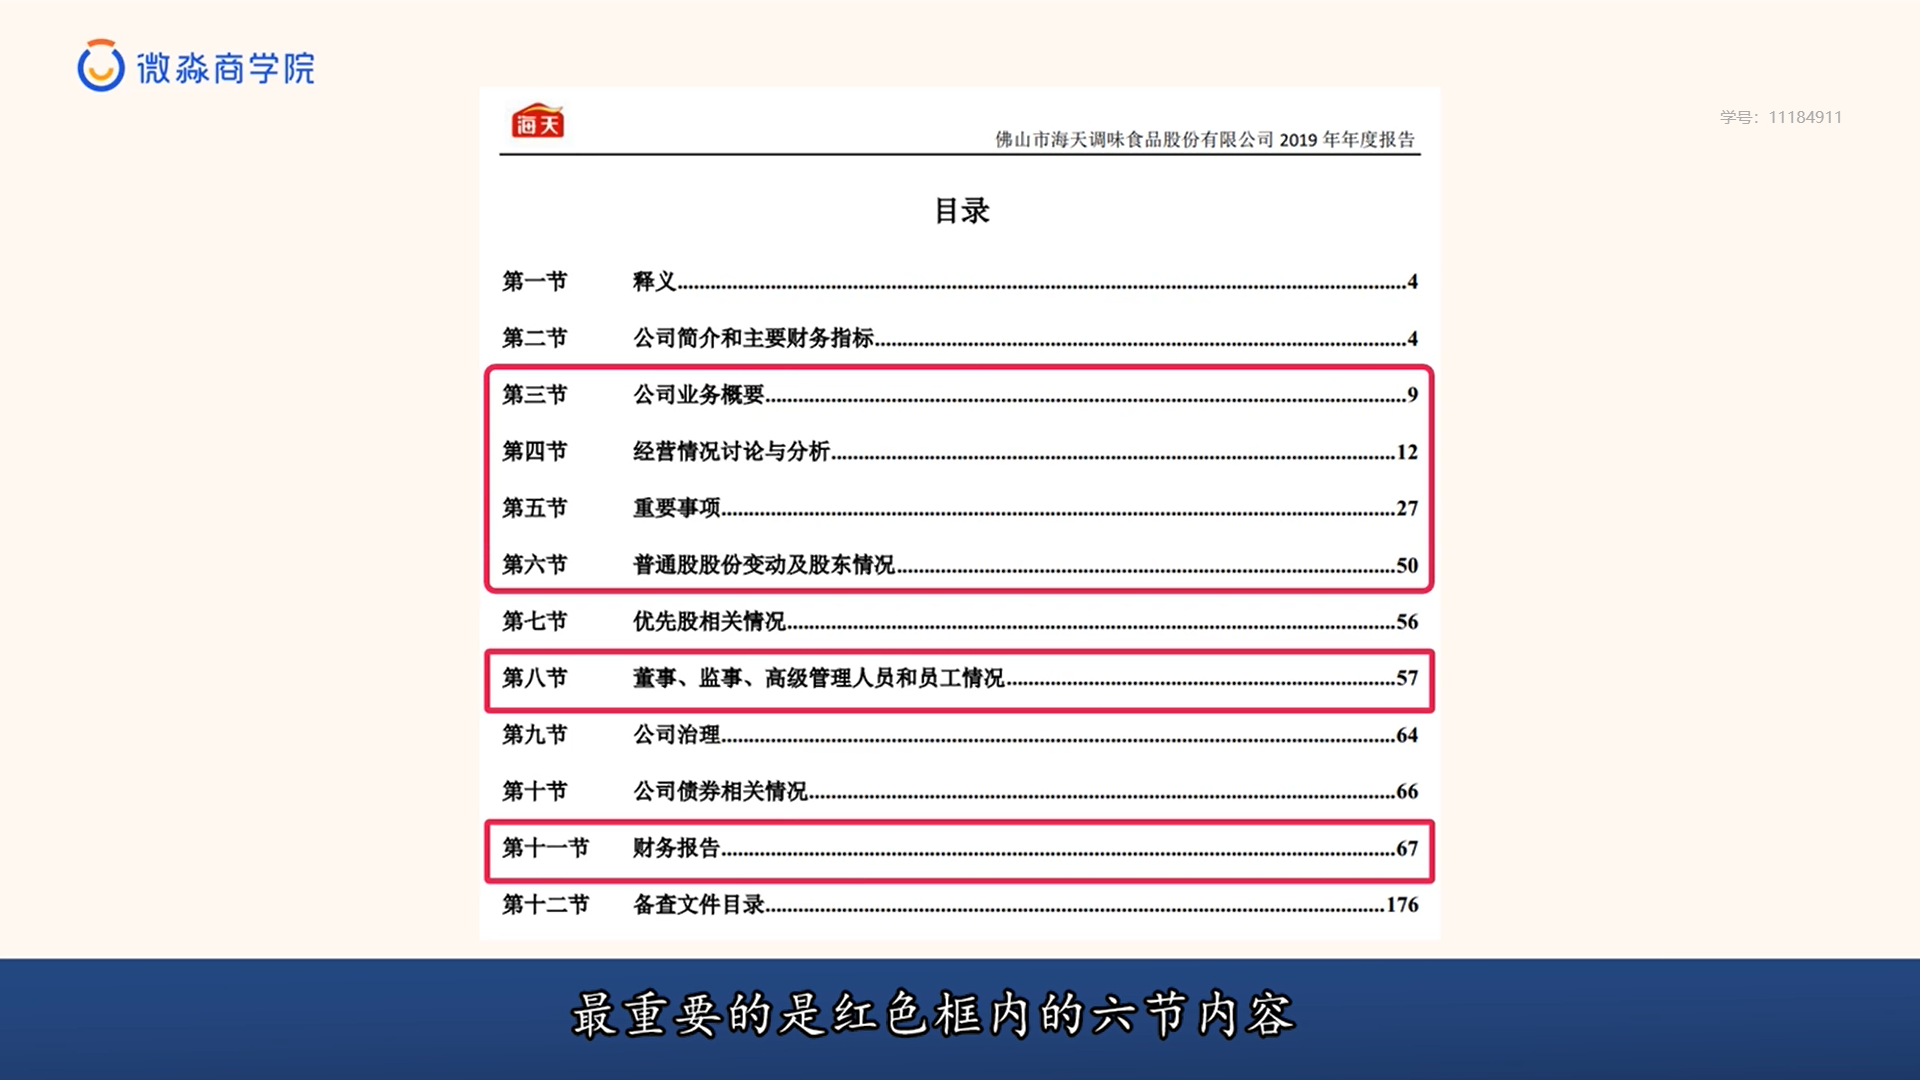 微淼商学院
学号：11184911
海天
佛山市海天调味食品股份有限公司 2019 年年度报告
目录
第一节 释义 4
第二节 公司简介和主要财务指标 4
第三节 公司业务概要 9
第四节 经营情况讨论与分析 12
第五节 重要事项 27
第六节 普通股股份变动及股东情况 50
第七节 优先股相关情况 56
第八节 董事、监事、高级管理人员和员工情况 57
第九节 公司治理 64
第十节 公司债券相关情况 66
第十一节 财务报告 67
第十二节 备查文件目录 176
最重要的是红色框内的六节内容